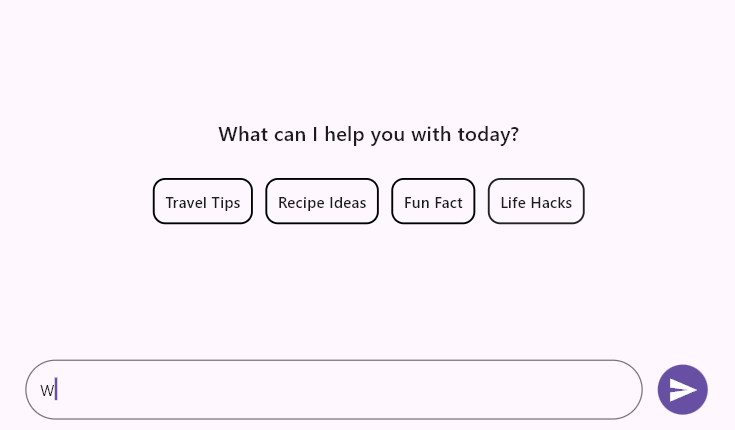 What can I help you with today?
Travel Tips
Recipe Ideas
Fun Fact
Life Hacks
W